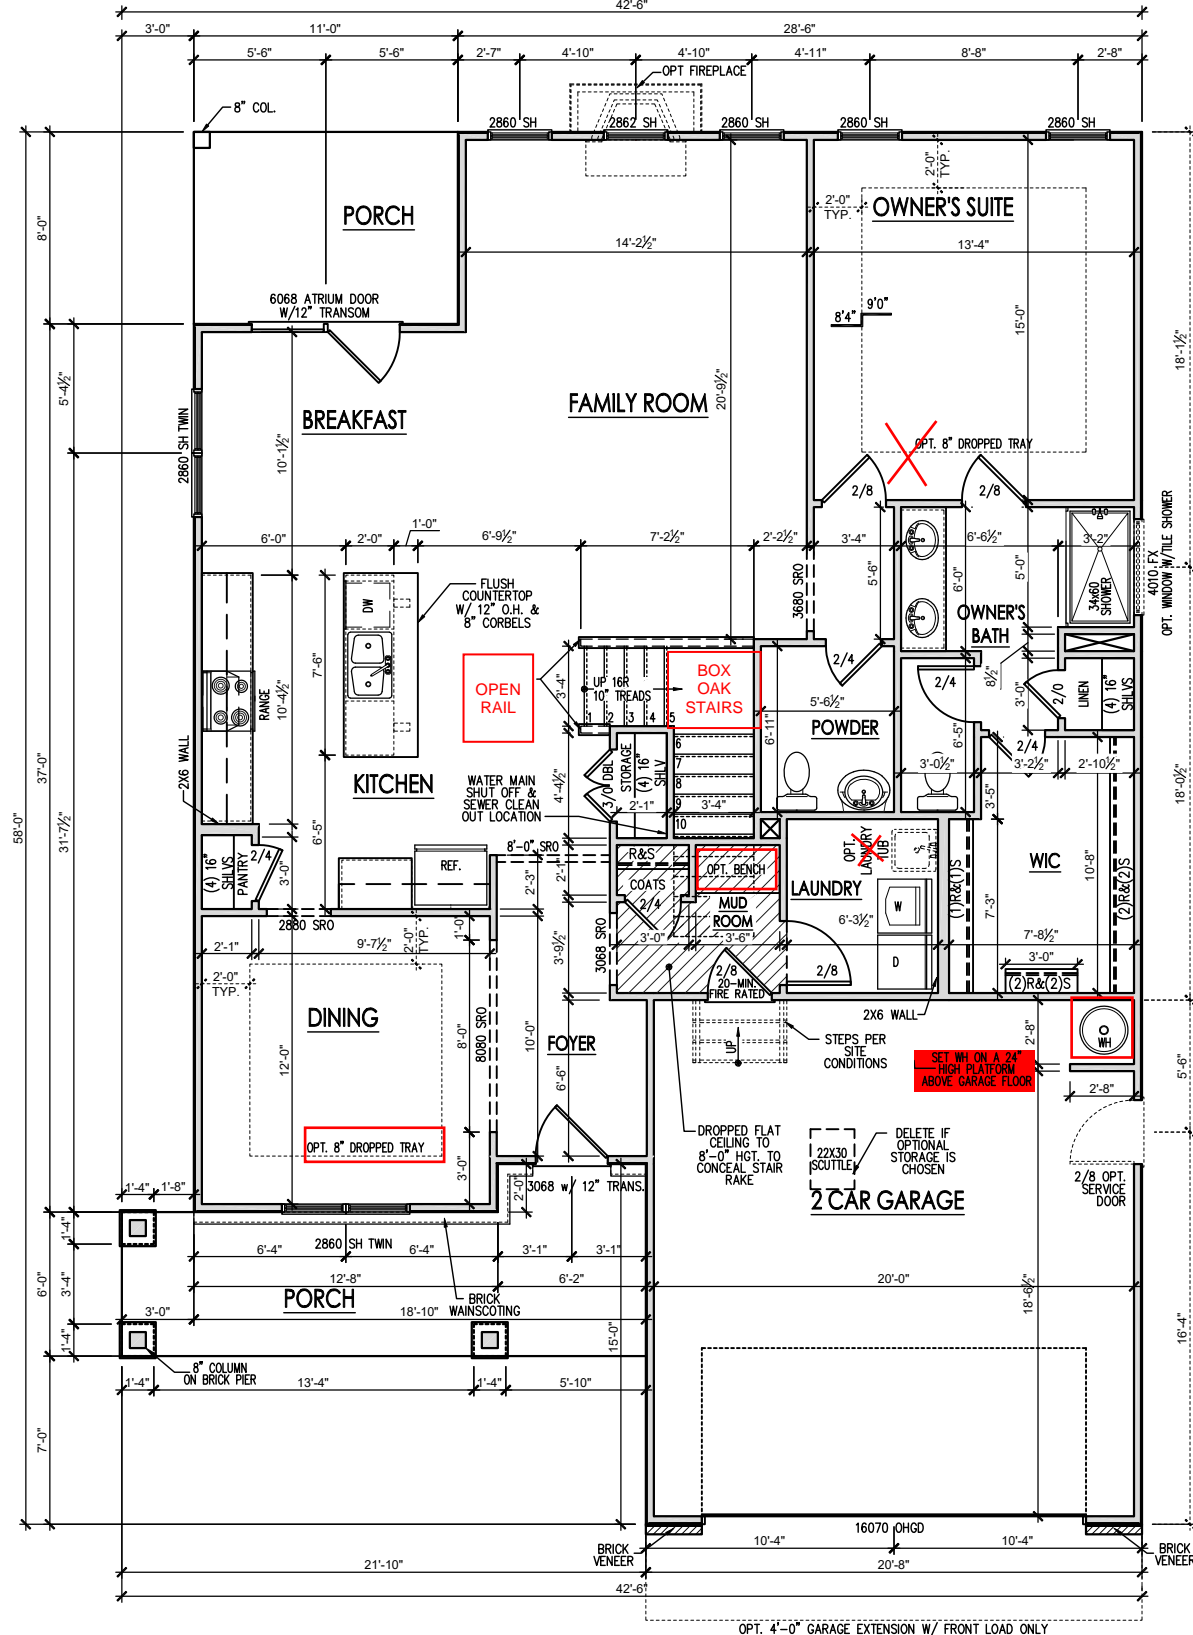 42'-6"
3'-0"
11'-0"
28'-6"
5'-6"
5'-6"
2'-7"
4'-10"
4'-10"
4'-11"
8'-8"
2'-8"
OPT FIREPLACE
8" COL.
2860 SH
2862 SH
2860 SH
2860 SH
2860 SH
2'-0"
TYP.
2'-0"
TYP.
PORCH
OWNER'S SUITE
8'-0"
14'-2½"
13'-4"
6068 ATRIUM DOOR
W/12" TRANSOM
9'0"
8'4"
15'-0"
18'-1½"
5'-4½"
20'-9½"
FAMILY ROOM
BREAKFAST
2860 SH TWIN
10'-1½"
OPT. 8" DROPPED TRAY
2/8
2/8
1'-0"
6'-0"
2'-0"
6'-9½"
7'-2½"
2'-2½"
3'-4"
6'-6½"
3'-2"
5'-6"
6'-0"
5'-0"
3680 SRO
34x60
SHOWER
4010 FX
OPT. WINDOW W/TILE SHOWER
FLUSH
COUNTERTOP
W/ 12" O.H. &
8" CORBELS
DW
OWNER'S
BATH
7'-6"
10'-4½"
RANGE
OPEN
RAIL
3'-4"
UP 16R
10" TREADS
BOX
OAK
STAIRS
1
2
3
4
5
6
7
8
9
10
2/4
5'-6½"
POWDER
6'-11"
2/4
8½"
3'-0"
2/0
LINEN
(4) 16"
SHLVS
2/4
6'-5"
3'-0½"
3'-2½"
2'-10½"
18'-0½"
2X6 WALL
KITCHEN
WATER MAIN
SHUT OFF &
SEWER CLEAN
OUT LOCATION
4'-4½"
3/0" DBL
STORAGE
(4) 16"
SHLV
2'-1"
3'-4"
3'-5"
37'-0"
58'-0"
31'-7½"
6'-5"
(4) 16"
SHLVS
PANTRY
2/4
3'-0"
REF.
8'-0" SRO
2'-3"
2'-1"
R&S
COATS
2/4
OPT. BENCH
MUD
ROOM
OPT.
LAUNDRY
TUB
LAUNDRY
6'-3½"
W
D
(1)R&(1)S
7'-3"
WIC
10'-8"
(2)R&(2)S
7'-8½"
3'-0"
(2)R&(2)S
2880 SRO
2'-1"
9'-7½"
2'-0"
TYP.
1'-0"
3'-9½"
3068 SRO
3'-0"
3'-6"
2/8
20-MIN.
FIRE RATED
2/8
2'-0"
TYP.
DINING
12'-0"
8'-0"
8080 SRO
10'-0"
FOYER
6'-6"
UP
STEPS PER
SITE
CONDITIONS
2X6 WALL
2'-8"
WH
SET WH ON A 24"
HIGH PLATFORM
ABOVE GARAGE FLOOR
2'-8"
5'-6"
OPT. 8" DROPPED TRAY
3'-0"
DROPPED FLAT
CEILING TO
8'-0" HGT. TO
CONCEAL STAIR
RAKE
22X30
SCUTTLE
DELETE IF
OPTIONAL
STORAGE IS
CHOSEN
2/8 OPT.
SERVICE
DOOR
2 CAR GARAGE
1'-4"
1'-8"
3068 w/ 12" TRANS.
2'-0"
1'-4"
2860 SH TWIN
6'-4"
6'-4"
3'-1"
3'-1"
6'-0"
3'-4"
12'-8"
6'-2"
20'-0"
PORCH
BRICK
WAINSCOTING
3'-0"
18'-10"
18'-6½"
15'-0"
16'-4"
1'-4"
8" COLUMN
ON BRICK PIER
1'-4"
13'-4"
1'-4"
5'-10"
7'-0"
16070 OHGD
BRICK
VENEER
10'-4"
10'-4"
BRICK
VENEER
21'-10"
20'-8"
42'-6"
OPT. 4'-0" GARAGE EXTENSION W/ FRONT LOAD ONLY